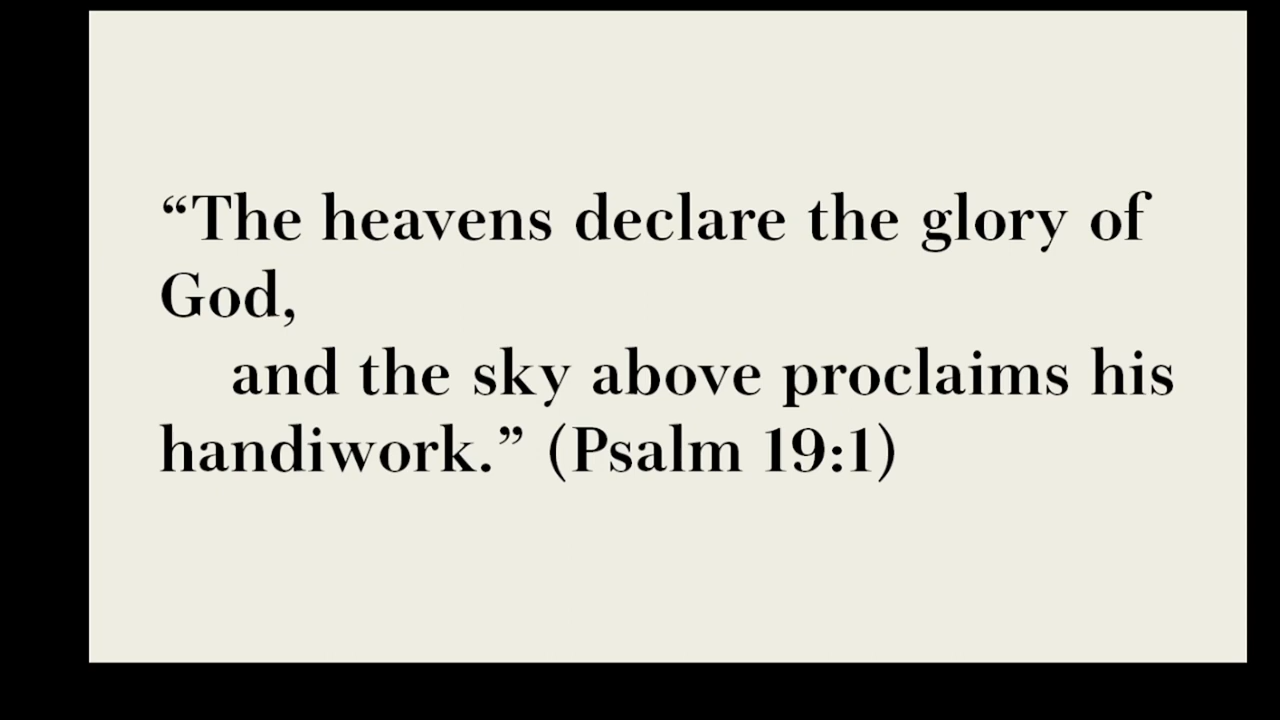 “The heavens declare the glory of
God,
and the sky above proclaims his
handiwork.” (Psalm 19:1)